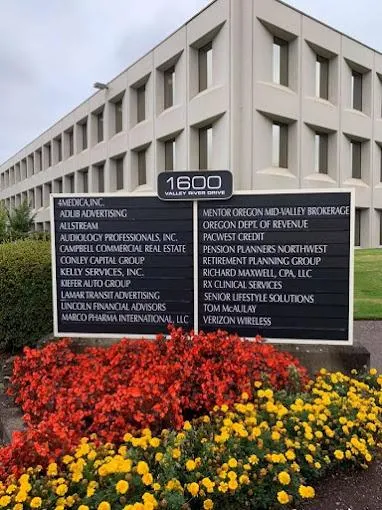 1600
VALLEY RIVER DRIVE
4MEDICA, INC.
ADLIB ADVERTISING
ALLSTREAM
AUDIOLOGY PROFESSIONALS, INC.
CAMPBELL COMMERCIAL REAL ESTATE
CONLEY CAPITAL GROUP
KELLY SERVICES, INC.
KIEFER AUTO GROUP
LAMAR TRANSIT ADVERTISING
LINCOLN FINANCIAL ADVISORS
MARCO PHARMA INTERNATIONAL, LLC
MENTOR OREGON MID-VALLEY BROKERAGE
OREGON DEPT. OF REVENUE
PACWEST CREDIT
PENSION PLANNERS NORTHWEST
RETIREMENT PLANNING GROUP
RICHARD MAXWELL, CPA, LLC
RX CLINICAL SERVICES
SENIOR LIFESTYLE SOLUTIONS
TOM McAULAY
VERIZON WIRELESS